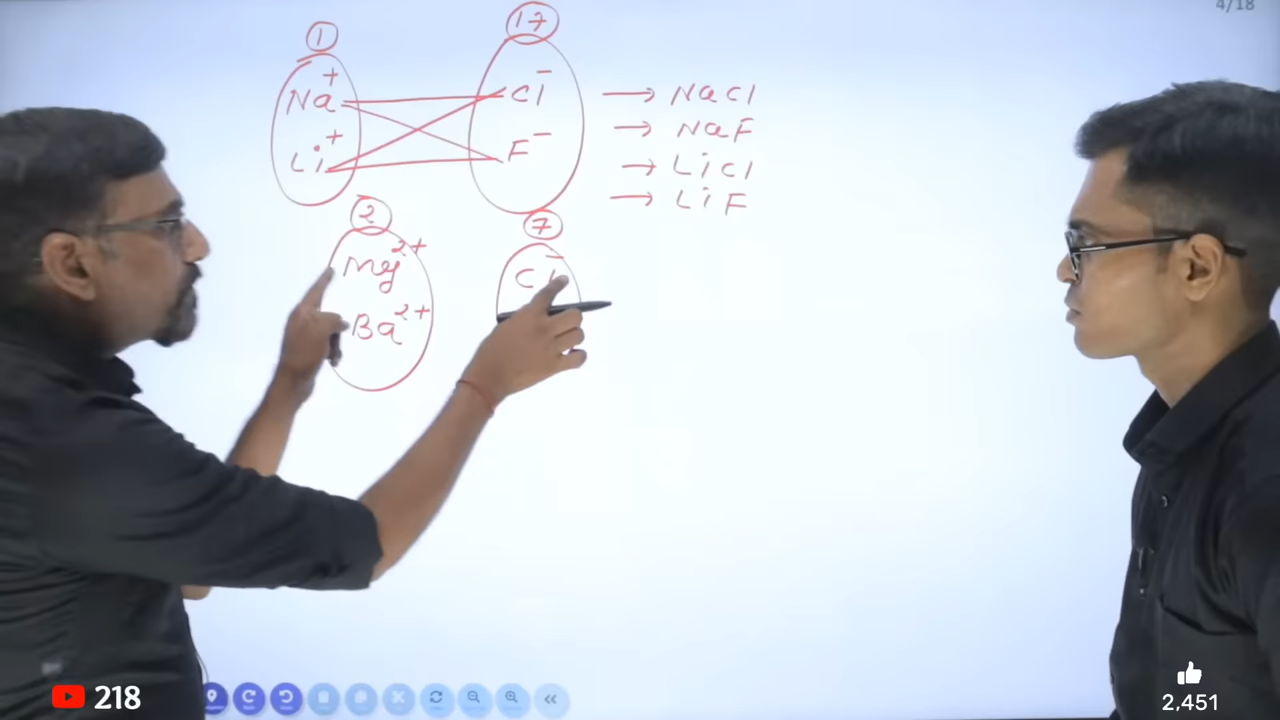 4/18
1 17
Na+ Cl- → NaCl
→ NaF
Li+ F- → LiCl
→ LiF
2 7
Mg2+ Cl-
Ba2+
218
2,451